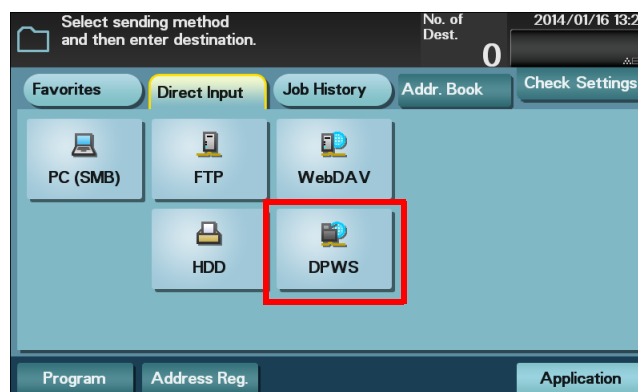 Select sending method
and then enter destination.
No. of
Dest.
0
2014/01/16 13:2
Favorites
Direct Input
Job History
Addr. Book
Check Settings
PC (SMB)
FTP
WebDAV
HDD
DPWS
Program
Address Reg.
Application